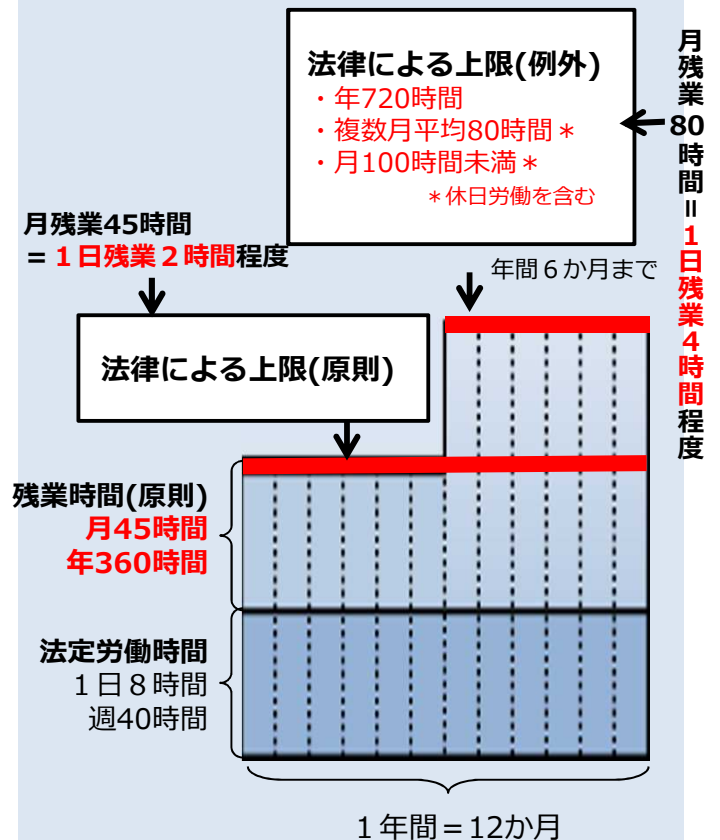 法律による上限(例外)
・年720時間
・複数月平均80時間＊
・月100時間未満＊
＊休日労働を含む
月残業80時間＝１日残業４時間程度
月残業45時間
=１日残業２時間程度
年間６か月まで
法律による上限(原則)
残業時間(原則)
月45時間
年360時間
法定労働時間
１日８時間
週40時間
１年間＝12か月